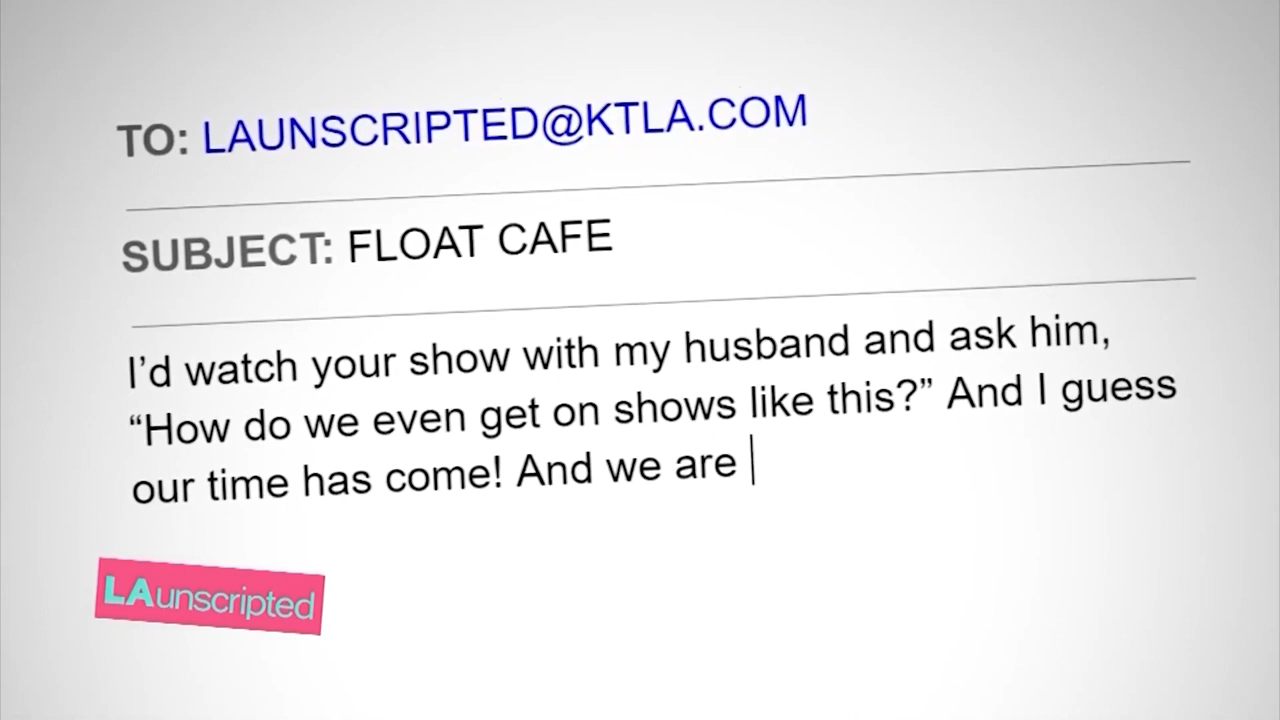 TO: LAUNSCRIPTED@KTLA.COM
SUBJECT: FLOAT CAFE
I’d watch your show with my husband and ask him,
“How do we even get on shows like this?” And I guess
our time has come! And we are
LAunscripted